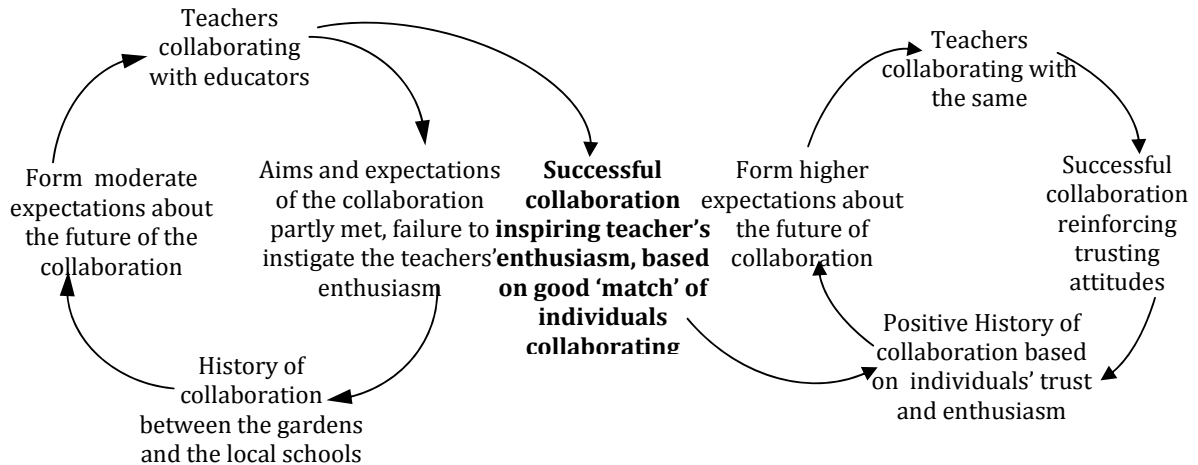 Teachers
collaborating
with educators
Form moderate
expectations about
the future of the
collaboration
Aims and expectations
of the collaboration
partly met, failure to
instigate the teachers'
enthusiasm
History of
collaboration
between the gardens
and the local schools
Successful
collaboration
inspiring teacher's
enthusiasm, based
on good ‘match’ of
individuals
collaborating
Form higher
expectations about
the future of
collaboration
Teachers
collaborating with
the same
Successful
collaboration
reinforcing
trusting
attitudes
Positive History of
collaboration based
on individuals’ trust
and enthusiasm